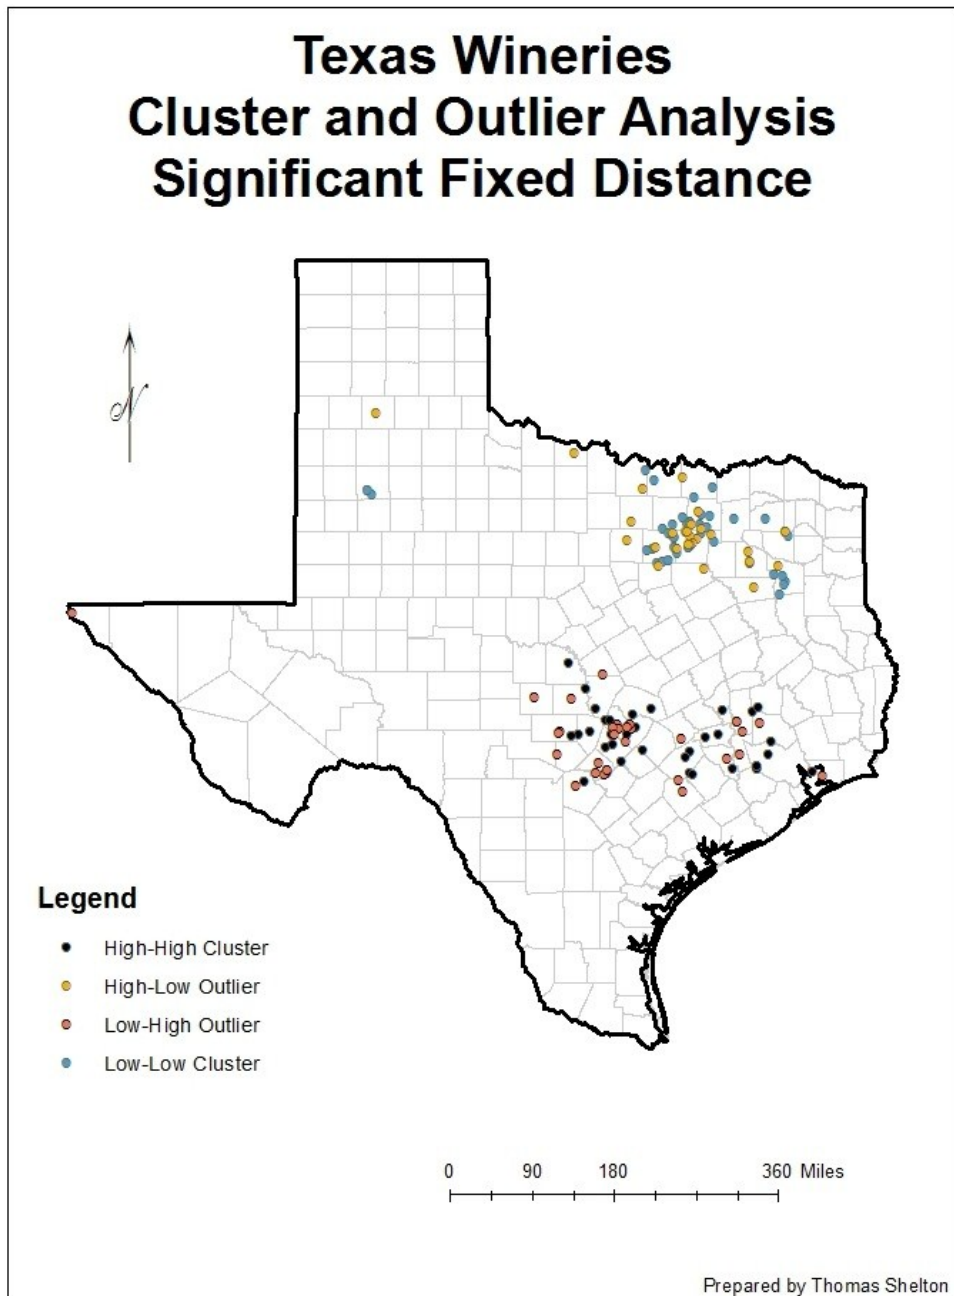 Texas Wineries
Cluster and Outlier Analysis
Significant Fixed Distance
N
Legend
High-High Cluster
High-Low Outlier
Low-High Outlier
Low-Low Cluster
0 90 180 360 Miles
Prepared by Thomas Shelton